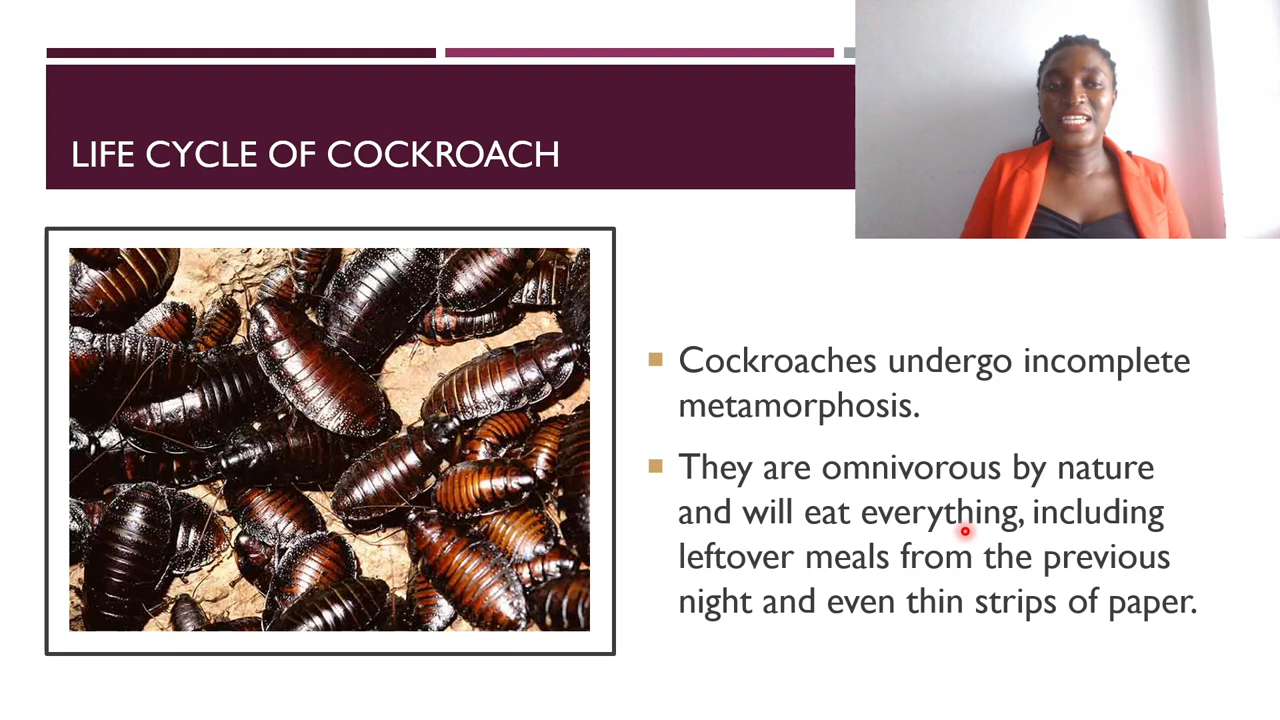 LIFE CYCLE OF COCKROACH
Cockroaches undergo incomplete
metamorphosis.
They are omnivorous by nature
and will eat everything, including
leftover meals from the previous
night and even thin strips of paper.